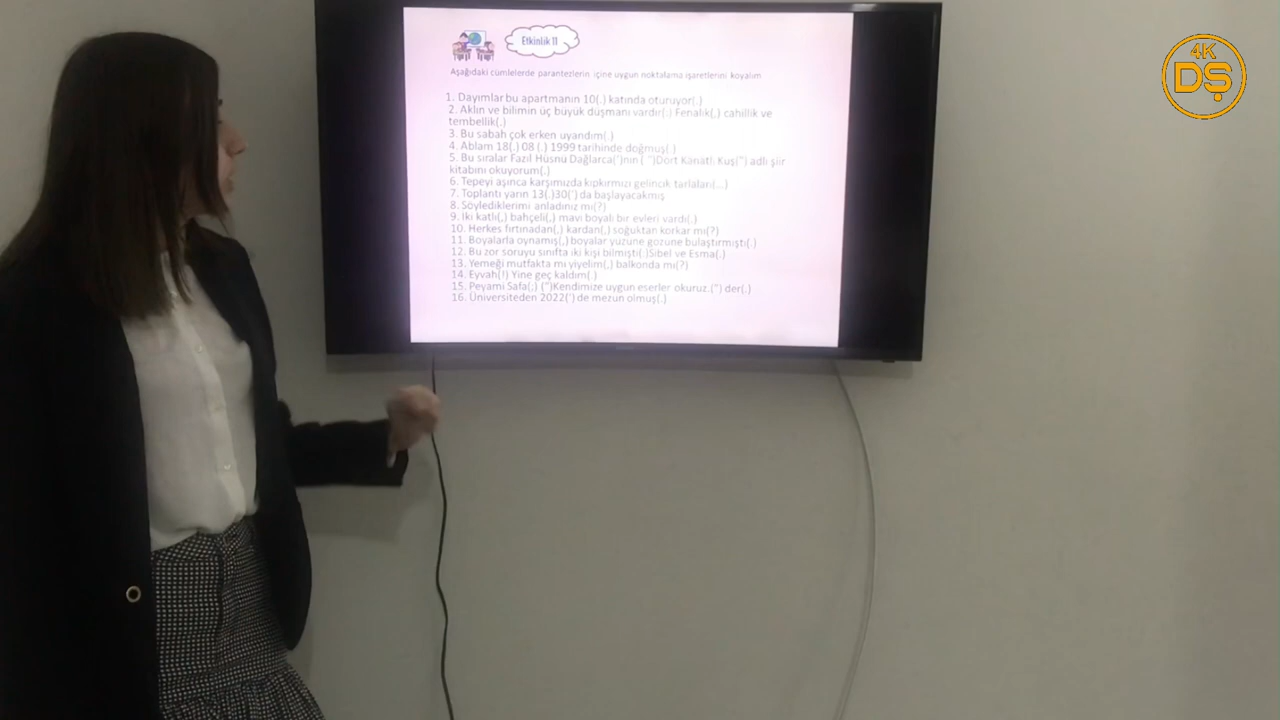 Etkinlik 11
Aşağıdaki cümlelerde parantezlerin içine uygun noktalama işaretlerini koyalım
1. Dayımlar bu apartmanın 10(.) katında oturuyor(.)
2. Aklın ve bilimin üç büyük düşmanı vardır(:) Fenalık(,) cahillik ve
tembellik(.)
3. Bu sabah çok erken uyandım(.)
4. Ablam 18(.) 08 (.) 1999 tarihinde doğmuş( )
5. Bu sıralar Fazıl Hüsnü Dağlarca(')nın ( ")Dört Kanatlı Kuş(") adlı şiir
kitabını okuyorum(.)
6. Tepeyi aşınca karşımızda kıpkırmızı gelincik tarlaları(...)
7. Toplantı yarın 13(.)30(') da başlayacakmış
8. Söylediklerimi anladınız mı(?)
9. İki katlı(,) bahçeli(,) mavi boyalı bir evleri vardı(.)
10. Herkes fırtınadan(,) kardan(,) soğuktan korkar mı(?)
11. Boyalarla oynamış(,) boyalar yüzüne gözüne bulaştırmıştı(.)
12. Bu zor soruyu sınıfta iki kişi bilmişti(.)Sibel ve Esma(.)
13. Yemeği mutfakta mı yiyelim(,) balkonda mı(?)
14. Eyvah(!) Yine geç kaldım(.)
15. Peyami Safa(;) (")Kendimize uygun eserler okuruz.(") der(.)
16. Üniversiteden 2022(') de mezun olmuş(.)
4K
DŞ